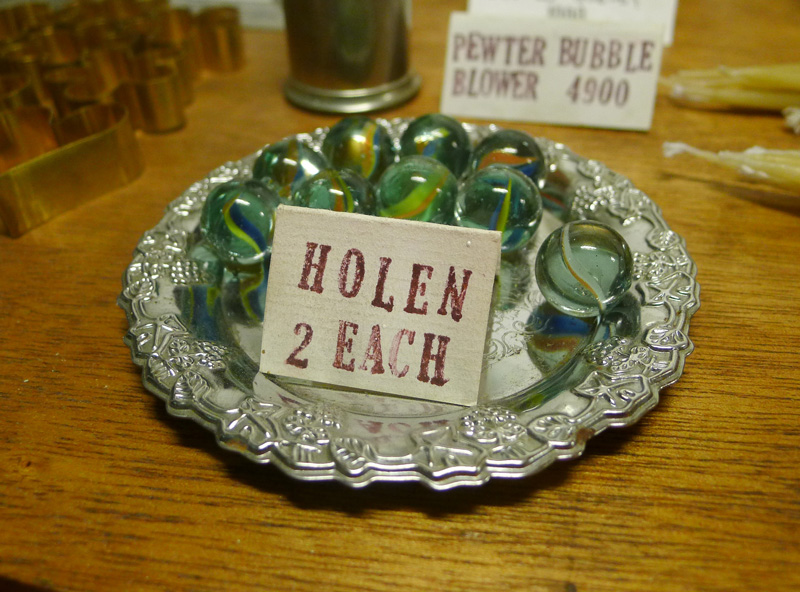 PEWTER BUBBLE
BLOWER 4900
HOLEN
2 EACH